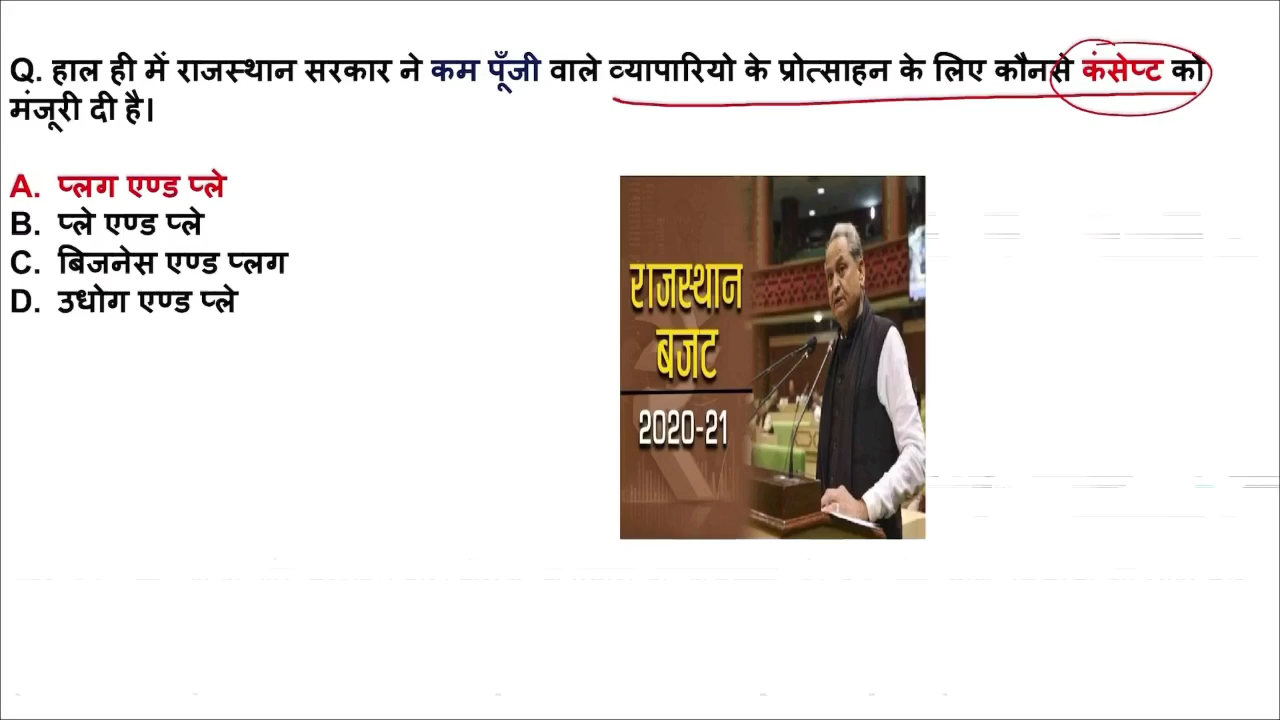 Q. हाल ही में राजस्थान सरकार ने कम पूँजी वाले व्यापारियो के प्रोत्साहन के लिए कौनसे कंसेप्ट को
मंजूरी दी है।
A. प्लग एण्ड प्ले
B. प्ले एण्ड प्ले
C. बिजनेस एण्ड प्लग
D. उधोग एण्ड प्ले
राजस्थान
बजट
2020-21